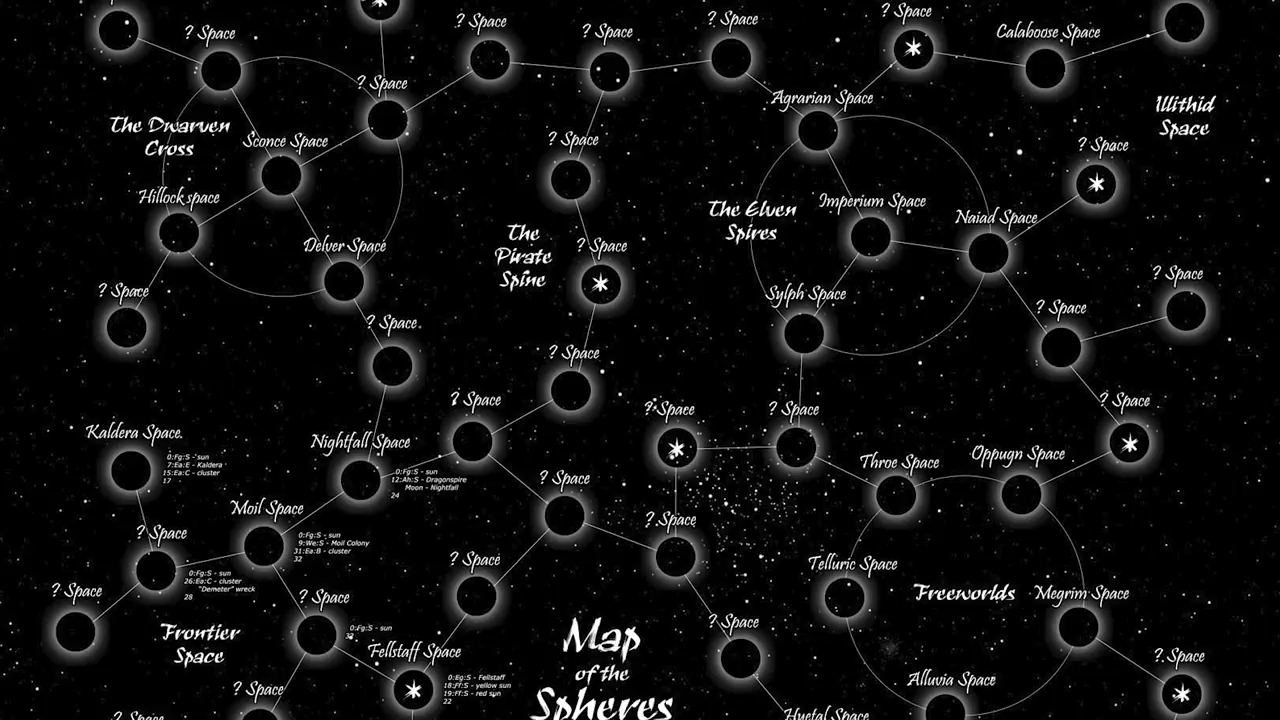 ? Space
Calaboose Space
? Space
? Space
? Space
? Space
? Space
Agrarian Space
Illithid
Space
The Dwarven
Cross
Sconce Space
? Space
? Space
Hillock space
Imperium Space
The Elven
Spires
Naiad Space
The
Pirate
Spine
Delver Space
? Space
? Space
? Space
Sylph Space
? Space
? Space
? Space
? Space
? Space
? Space
? Space
Kaldera Space
0:Fg:S - sun
7:Ea:E - Kaldera
15:Ea:C - cluster
17
Nightfall Space
0:Fg:S - sun
12:Ah:S - Dragonspire
Moon - Nightfall
24
Throe Space
Oppugn Space
? Space
Moil Space
0:Fg:S - sun
9:We:S - Moil Colony
31:Ea:B - cluster
32
? Space
? Space
0:Fg:S - sun
26:Ea:C - cluster
"Demeter" wreck
28
? Space
Telluric Space
Freeworlds
Megrim Space
? Space
? Space
0:Fg:S - sun
Frontier
Space
? Space
Map
of the
Spheres
Fellstaff Space
0:Eg:S - Fellstaff
18:Ff:S - yellow sun
19:Ff:S - red sun
22
? Space
Alluvia Space
? Space
? Space
Huetal Space